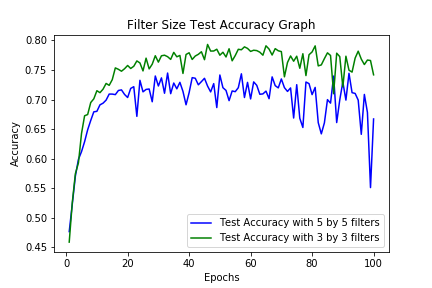 Filter Size Test Accuracy Graph
0.80
0.75
0.70
0.65
0.60
0.55
0.50
0.45
Accuracy
Test Accuracy with 5 by 5 filters
Test Accuracy with 3 by 3 filters
0 20 40 60 80 100
Epochs